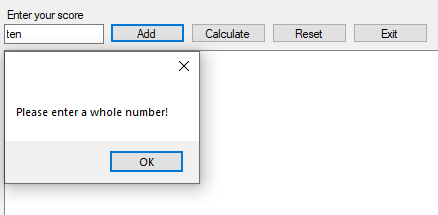 Enter your score
ten Add Calculate Reset Exit
Please enter a whole number!
OK